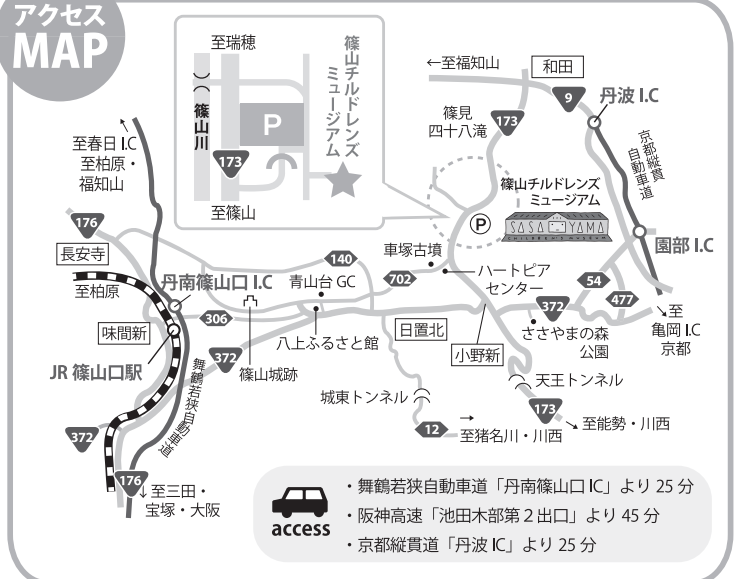 アクセス
MAP
至瑞穂
篠山川
P
173
至篠山
篠山チルドレンズ
ミュージアム
←至福知山
和田
9
丹波 I.C
篠見
四十八滝
173
京都縦貫
自動車道
至春日 I.C
至柏原・
福知山
篠山チルドレンズ
ミュージアム
P
SASAYAMA
CHILDREN'S MUSEUM
176
長安寺
至柏原
140
車塚古墳
園部 I.C
丹南篠山口 I.C
青山台 GC
702
ハートピア
センター
54
477
372
至
亀岡 I.C
京都
306
味間新
八上ふるさと館
日置北
ささやまの森
公園
小野新
JR 篠山口駅
372
篠山城跡
舞鶴若狭自動車道
城東トンネル
天王トンネル
173
至能勢・川西
372
12
→
至猪名川・川西
176
↓至三田・
宝塚・大阪
access
・舞鶴若狭自動車道「丹南篠山口 IC」より 25 分
・阪神高速「池田木部第 2 出口」より 45 分
・京都縦貫道「丹波 IC」より 25 分